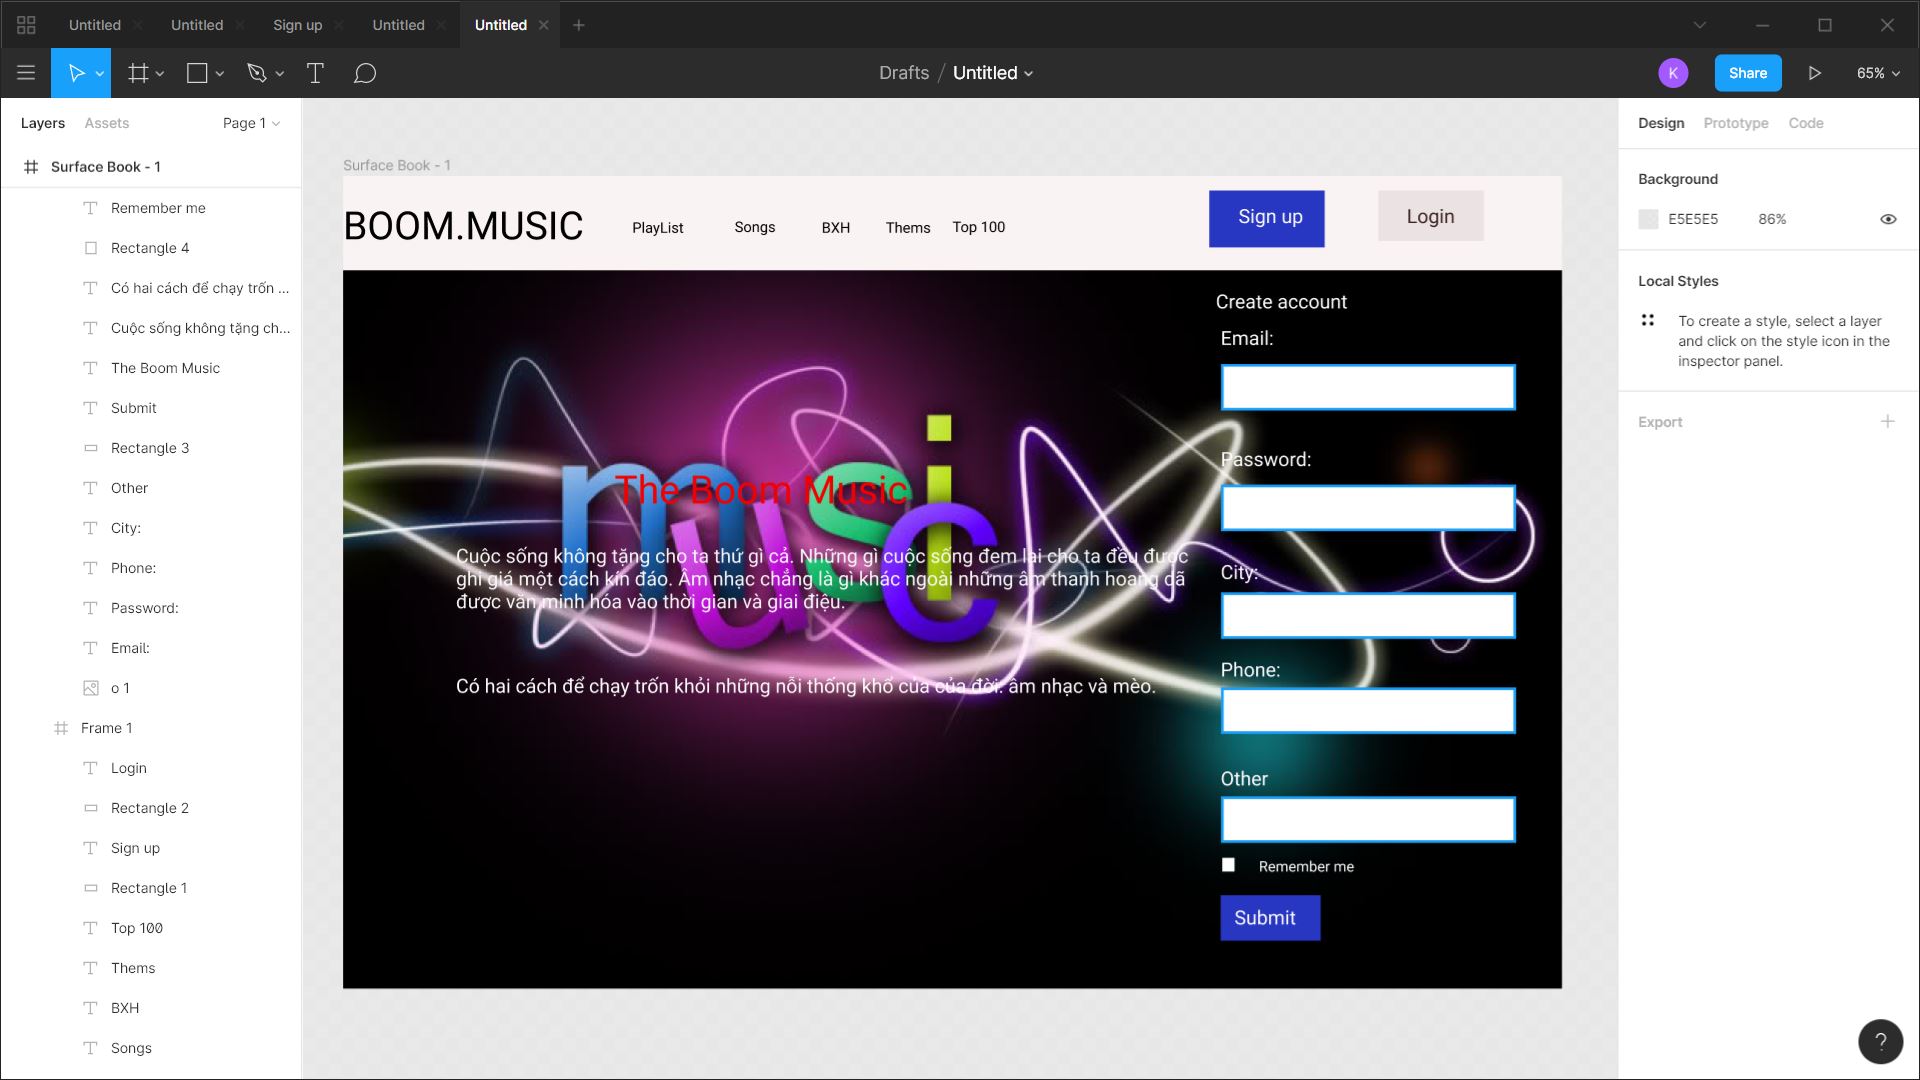 Untitled
Untitled
Sign up
Untitled
Untitled
Drafts / Untitled
K
Share
65%
Layers
Assets
Page 1
Surface Book - 1
Remember me
Rectangle 4
Có hai cách để chạy trốn ...
Cuộc sống không tặng ch...
The Boom Music
Submit
Rectangle 3
Other
City:
Phone:
Password:
Email:
o 1
Frame 1
Login
Rectangle 2
Sign up
Rectangle 1
Top 100
Thems
BXH
Songs
Surface Book - 1
BOOM.MUSIC
PlayList
Songs
BXH
Thems
Top 100
Sign up
Login
music
The Boom Music
Cuộc sống không tặng cho ta thứ gì cả. Những gì cuộc sống đem lại cho ta đều được
ghi giá một cách kín đáo. Âm nhạc chẳng là gì khác ngoài những âm thanh hoang dã
được văn minh hóa vào thời gian và giai điệu.
Có hai cách để chạy trốn khỏi những nỗi thống khổ của của đời: âm nhạc và mèo.
Create account
Email:
Password:
City:
Phone:
Other
Remember me
Submit
Design
Prototype
Code
Background
E5E5E5
86%
Local Styles
To create a style, select a layer
and click on the style icon in the
inspector panel.
Export
?